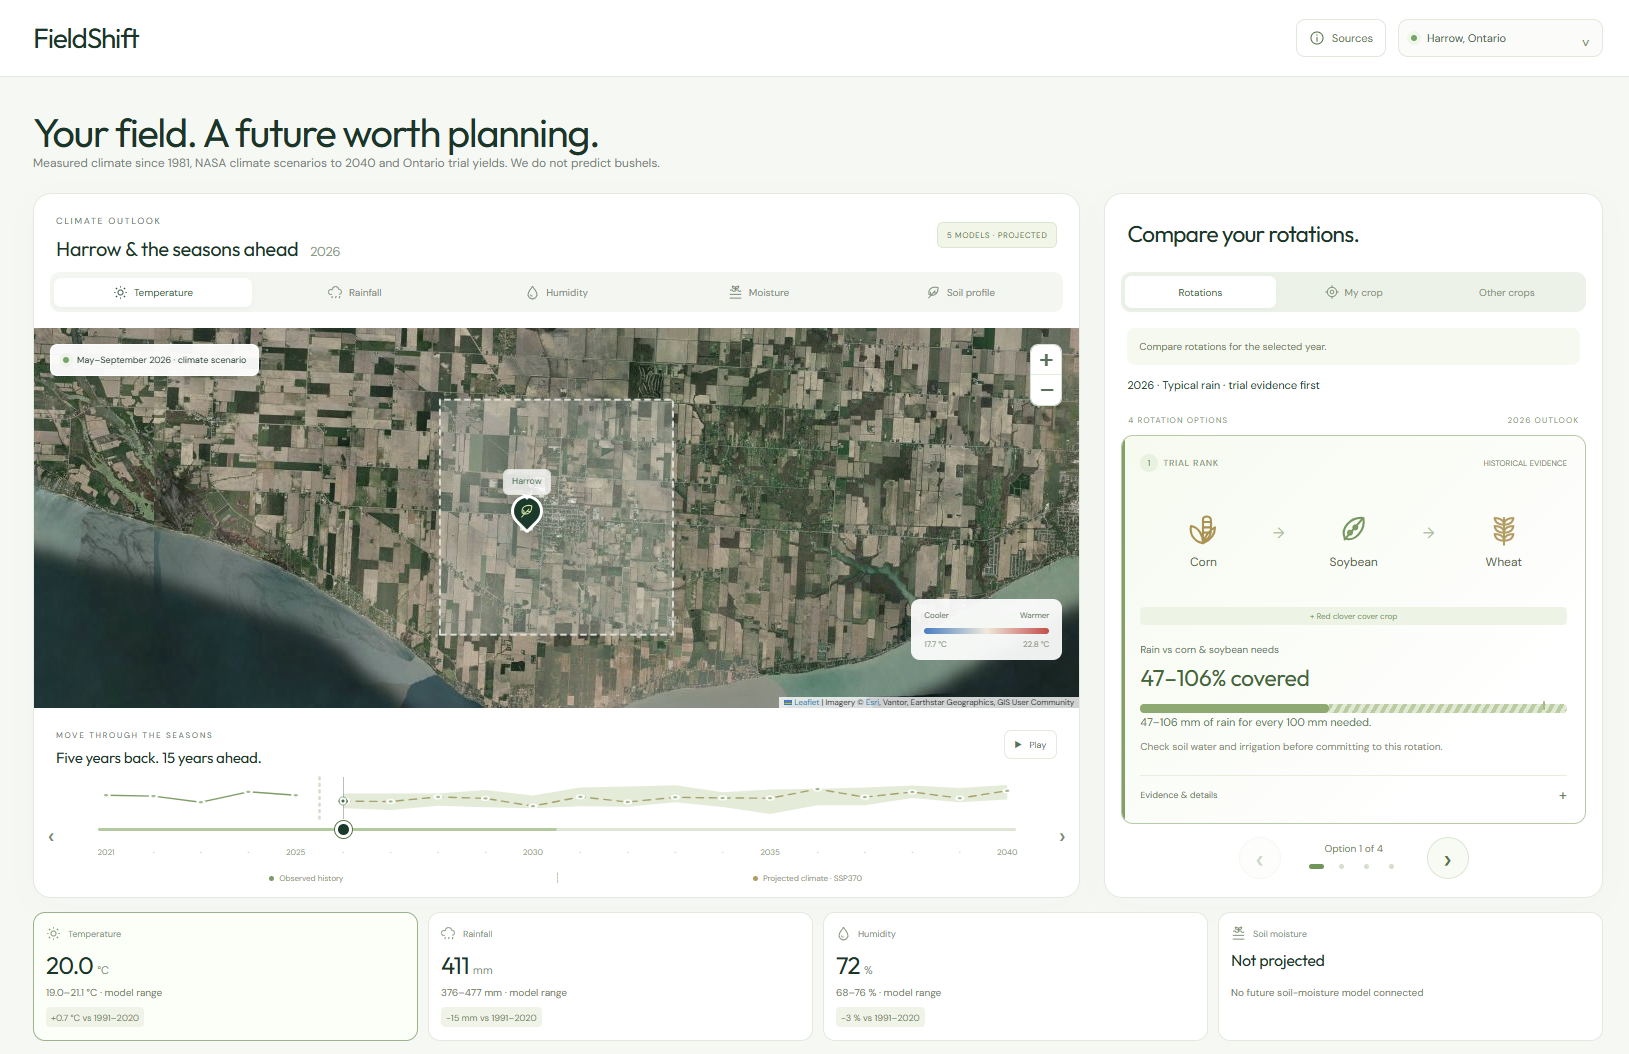 FieldShift
Sources
Harrow, Ontario
Your field. A future worth planning.
Measured climate since 1981, NASA climate scenarios to 2040 and Ontario trial yields. We do not predict bushels.
CLIMATE OUTLOOK
Harrow & the seasons ahead 2026
5 MODELS · PROJECTED
Temperature
Rainfall
Humidity
Moisture
Soil profile
May–September 2026 · climate scenario
+
−
Harrow
Cooler Warmer
17.7 °C 22.8 °C
Leaflet | Imagery © Esri, Vantor, Earthstar Geographics, GIS User Community
MOVE THROUGH THE SEASONS
Five years back. 15 years ahead.
Play
2021 2025 2030 2035 2040
Observed history
Projected climate · SSP370
Compare your rotations.
Rotations
My crop
Other crops
Compare rotations for the selected year.
2026 · Typical rain · trial evidence first
4 ROTATION OPTIONS
2026 OUTLOOK
1 TRIAL RANK
HISTORICAL EVIDENCE
Corn → Soybean → Wheat
+ Red clover cover crop
Rain vs corn & soybean needs
47–106% covered
47–106 mm of rain for every 100 mm needed.
Check soil water and irrigation before committing to this rotation.
Evidence & details +
Option 1 of 4
Temperature
20.0 °C
19.0–21.1 °C · model range
+0.7 °C vs 1991–2020
Rainfall
411 mm
376–477 mm · model range
-15 mm vs 1991–2020
Humidity
72 %
68–76 % · model range
-3 % vs 1991–2020
Soil moisture
Not projected
No future soil-moisture model connected